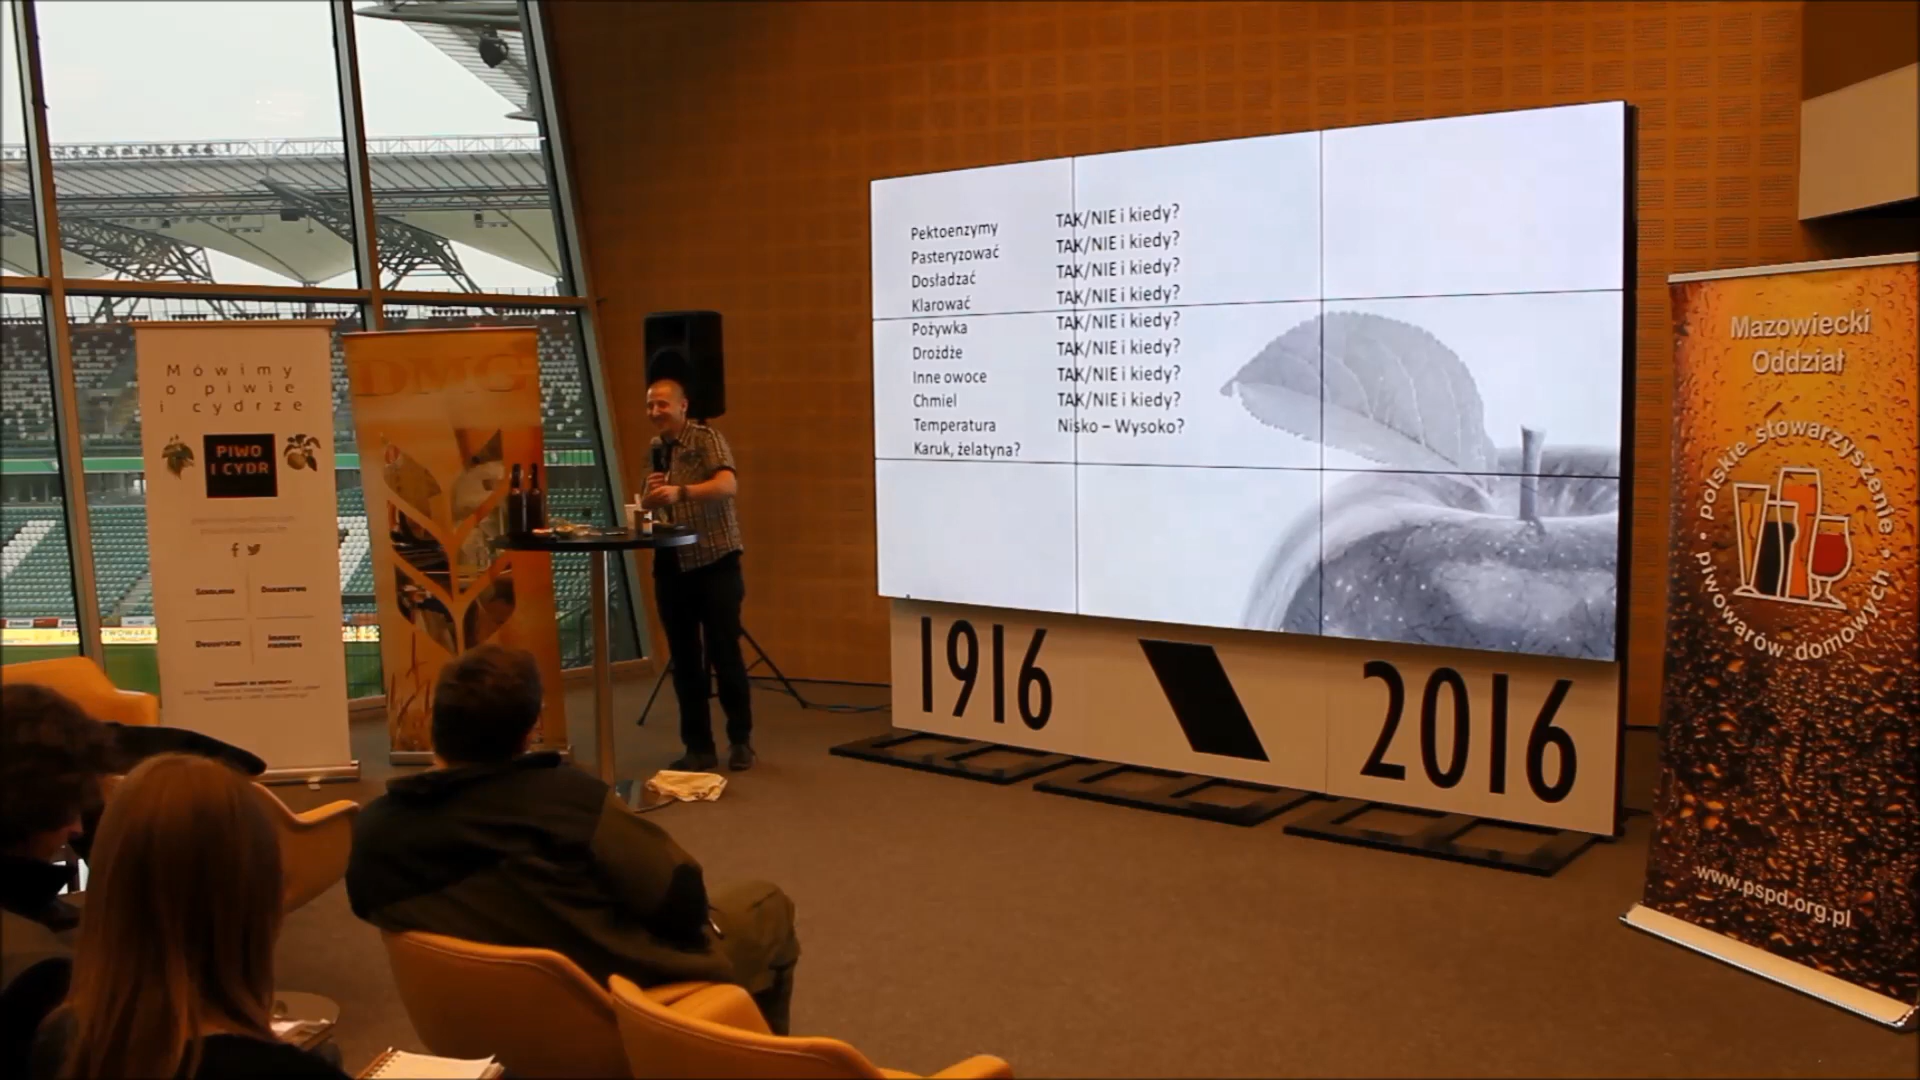 Mówimy
o piwie
i cydrze
PIWO
I CYDR
DMG
Pektoenzymy TAK/NIE i kiedy?
Pasteryzować TAK/NIE i kiedy?
Dosładzać TAK/NIE i kiedy?
Klarować TAK/NIE i kiedy?
Pożywka TAK/NIE i kiedy?
Drożdże TAK/NIE i kiedy?
Inne owoce TAK/NIE i kiedy?
Chmiel TAK/NIE i kiedy?
Temperatura Nisko – Wysoko?
Karuk, żelatyna?
1916 2016
Mazowiecki
Oddział
• polskie stowarzyszenie •
piwowarów domowych
www.pspd.org.pl